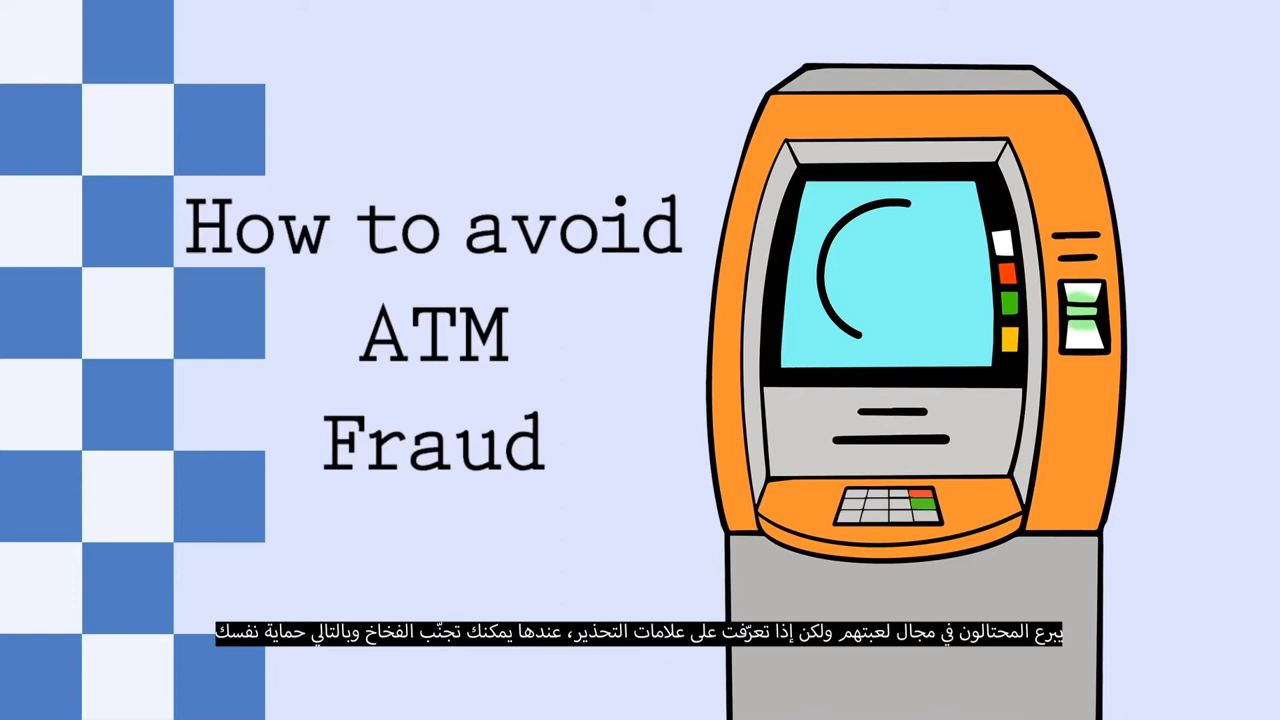 How to avoid
ATM
Fraud
يبرع المحتالون في مجال لعبتهم ولكن إذا تعرّفت على علامات التحذير، عندها يمكنك تجنّب الفخاخ وبالتالي حماية نفسك